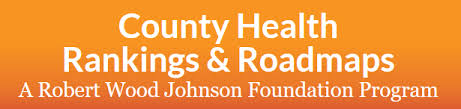 County Health
Rankings & Roadmaps
A Robert Wood Johnson Foundation Program